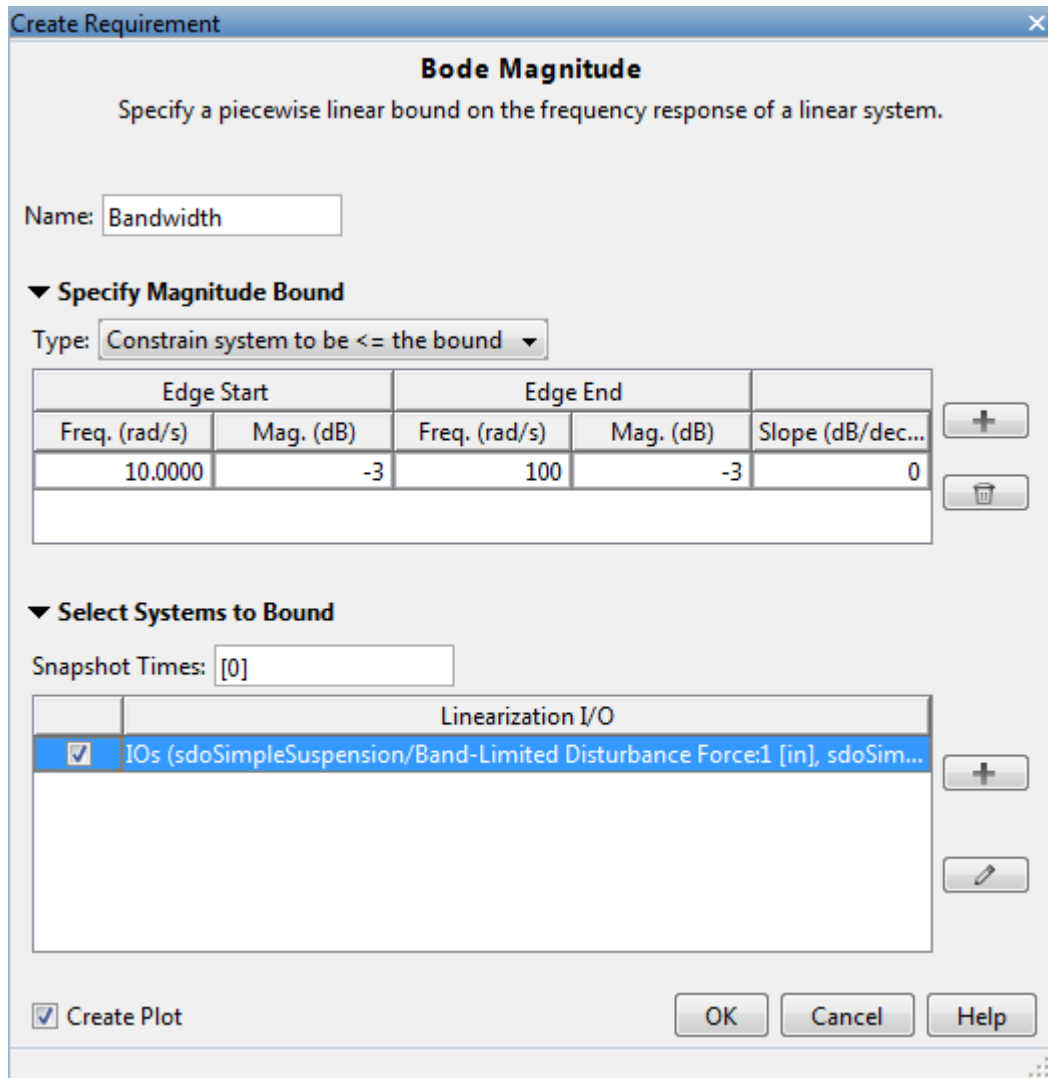 Create Requirement
Bode Magnitude
Specify a piecewise linear bound on the frequency response of a linear system.
Name: Bandwidth
Specify Magnitude Bound
Type: Constrain system to be <= the bound
Edge Start Edge End
Freq. (rad/s) Mag. (dB) Freq. (rad/s) Mag. (dB) Slope (dB/dec...
10.0000 -3 100 -3 0
Select Systems to Bound
Snapshot Times: [0]
Linearization I/O
IOs (sdoSimpleSuspension/Band-Limited Disturbance Force:1 [in], sdoSim...
Create Plot OK Cancel Help